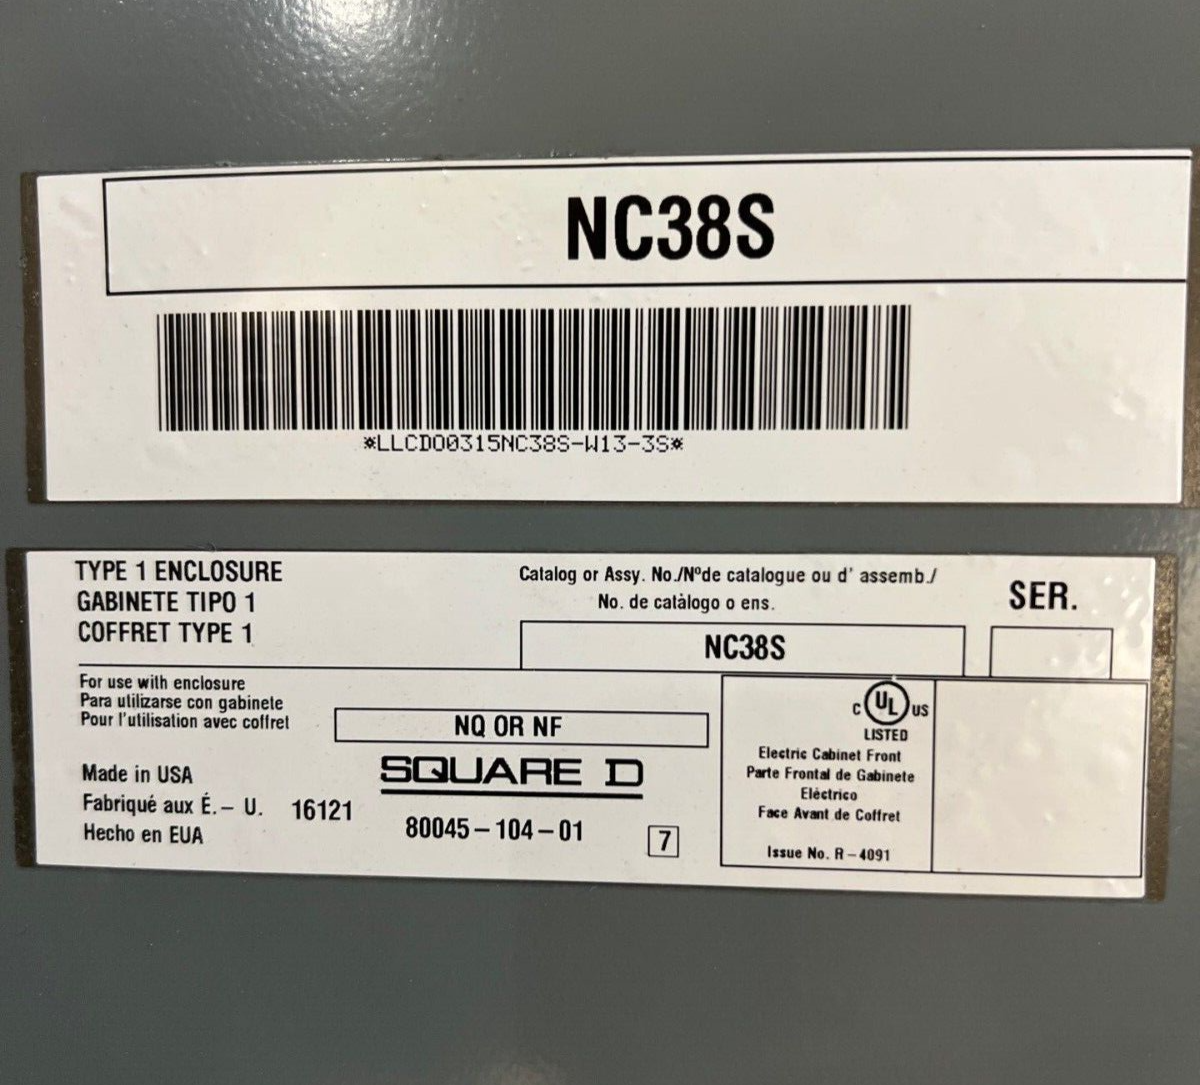 NC38S
*LLCDO0315NC38S-W13-3S*
TYPE 1 ENCLOSURE
GABINETE TIPO 1
COFFRET TYPE 1
Catalog or Assy. No./Nºde catalogue ou d' assemb./
No. de catàlogo o ens.
SER.
NC38S
For use with enclosure
Para utilizarse con gabinete
Pour l'utilisation avec coffret
NQ OR NF
Made in USA
Fabriqué aux É.– U. 16121
Hecho en EUA
SQUARE D
80045-104-01
7
C UL US
LISTED
Electric Cabinet Front
Parte Frontal de Gabinete
Eléctrico
Face Avant de Coffret
Issue No. R-4091